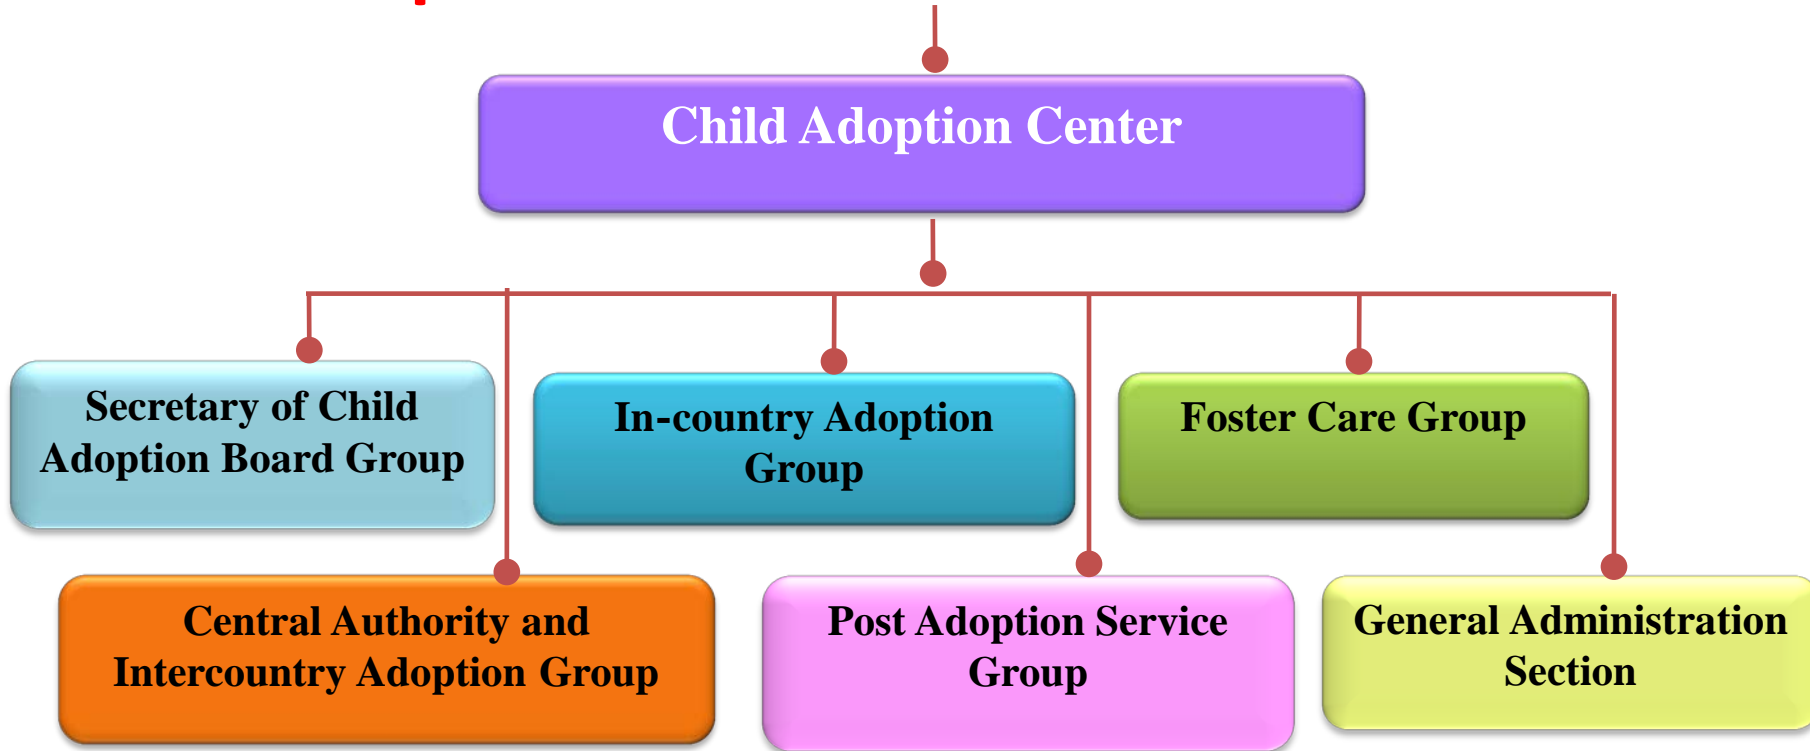 Child Adoption Center
Secretary of Child
Adoption Board Group
In-country Adoption
Group
Foster Care Group
Central Authority and
Intercountry Adoption Group
Post Adoption Service
Group
General Administration
Section